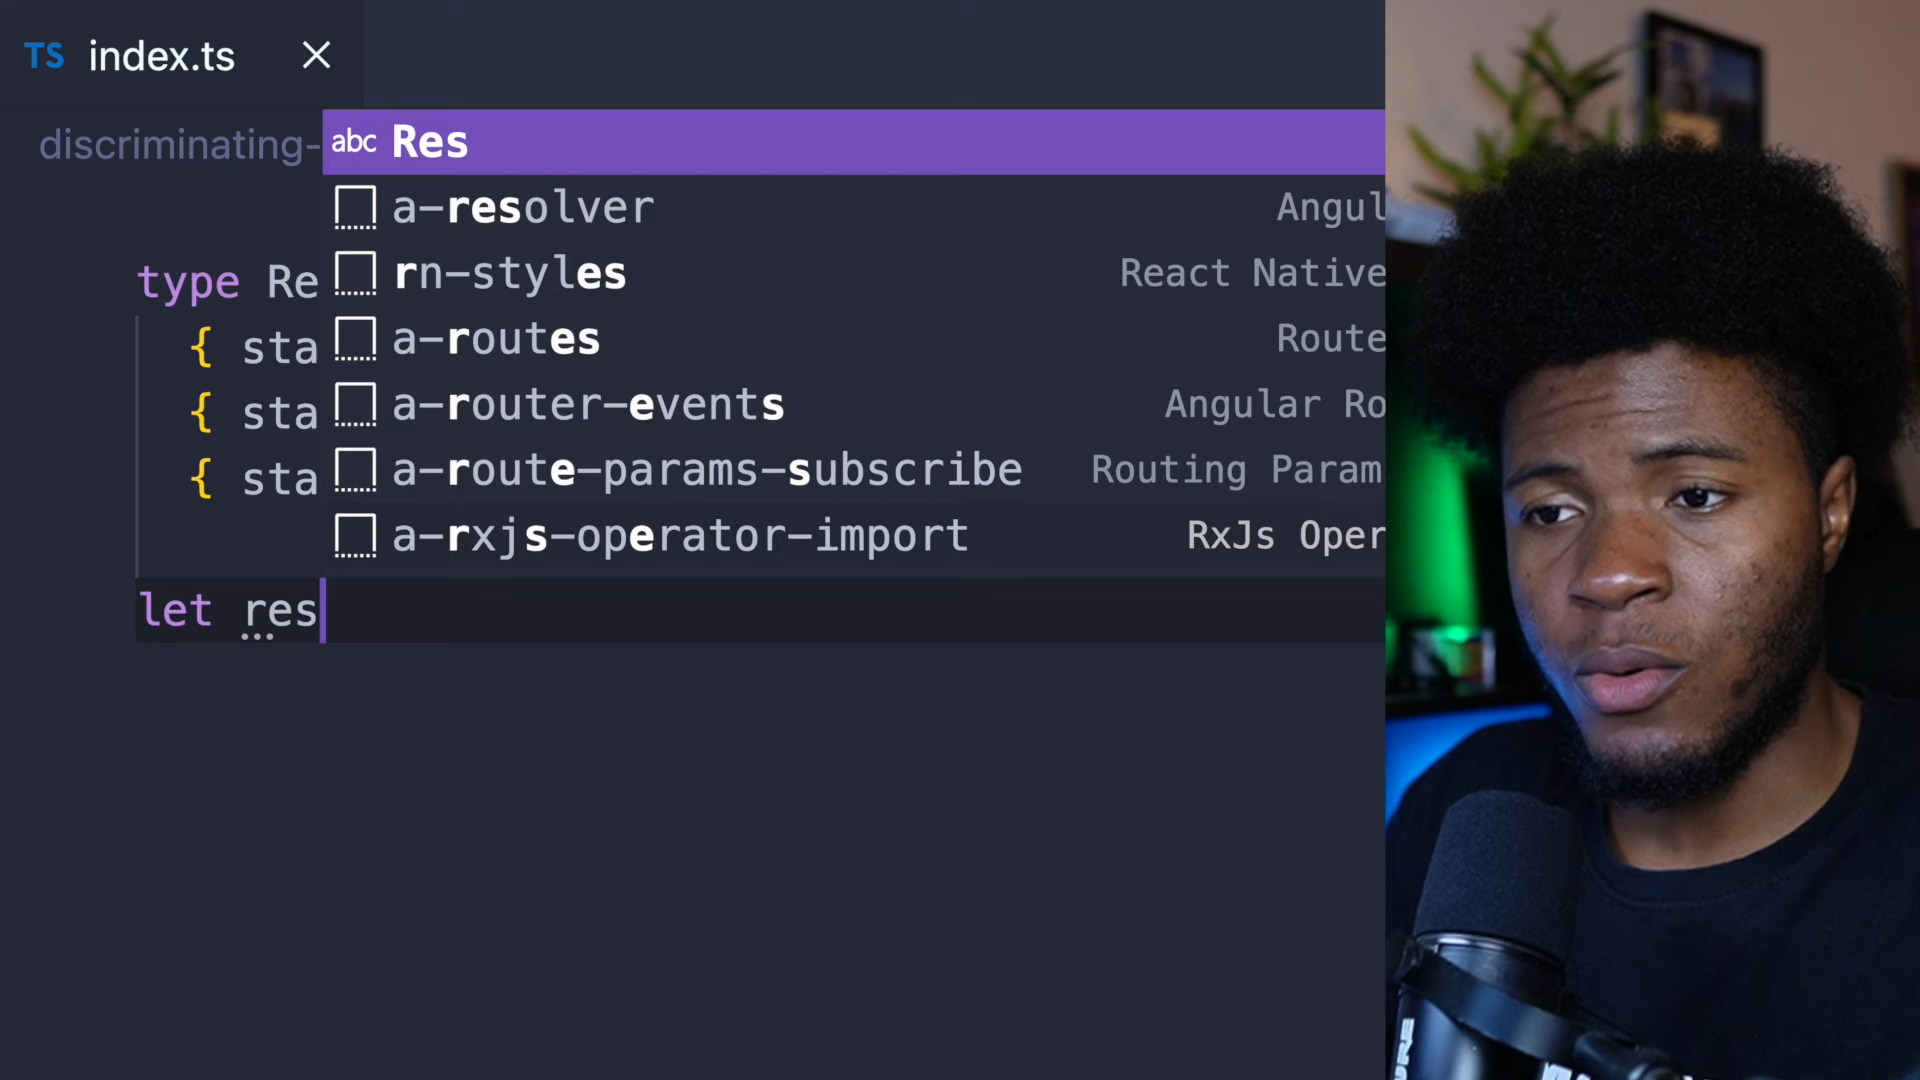 TS index.ts
discriminating-
abc Res
a-resolver Angul
rn-styles React Native
type Re
a-routes Route
{ sta
a-router-events Angular Ro
{ sta
a-route-params-subscribe Routing Param
{ sta
a-rxjs-operator-import RxJs Oper
let res